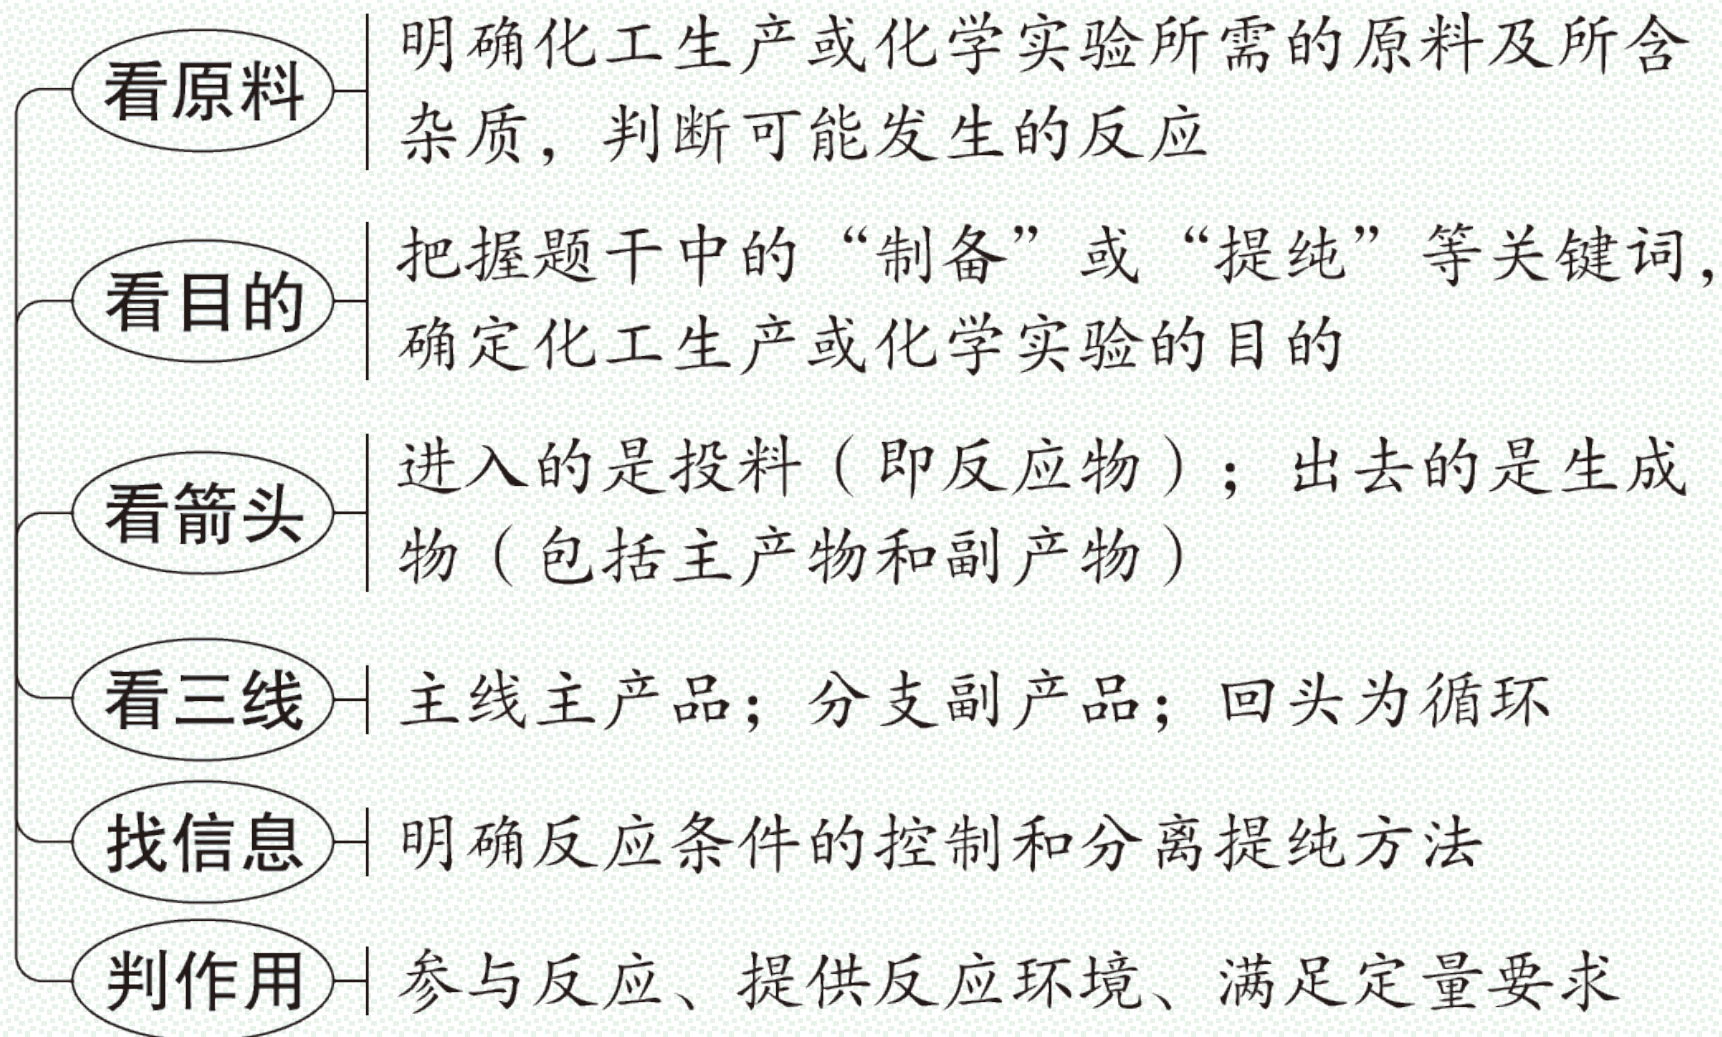 看原料
明确化工生产或化学实验所需的原料及所含
杂质，判断可能发生的反应
看目的
把握题干中的“制备”或“提纯”等关键词，
确定化工生产或化学实验的目的
看箭头
进入的是投料（即反应物）；出去的是生成
物（包括主产物和副产物）
看三线
主线主产品；分支副产品；回头为循环
找信息
明确反应条件的控制和分离提纯方法
判作用
参与反应、提供反应环境、满足定量要求